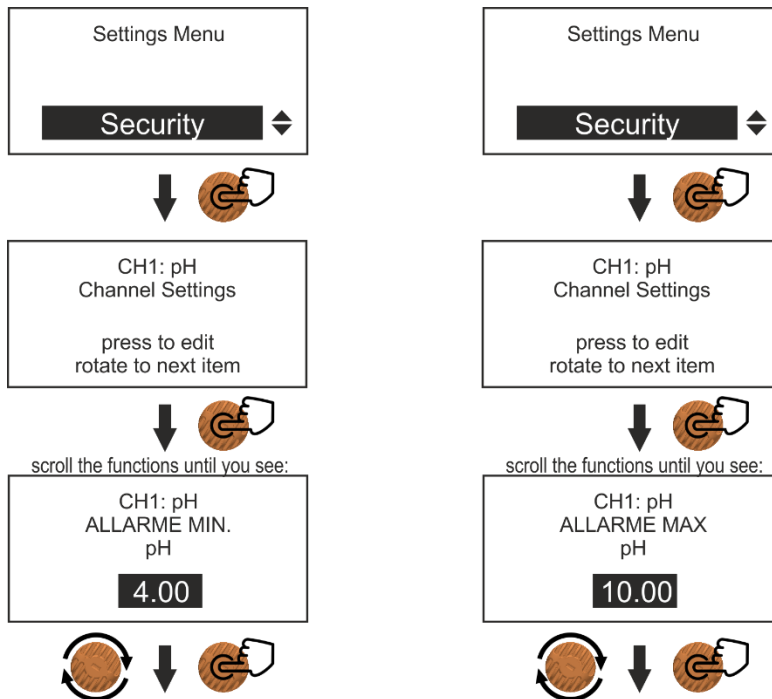 Settings Menu
Security
CH1: pH
Channel Settings
press to edit
rotate to next item
scroll the functions until you see:
CH1: pH
ALLARME MIN.
pH
4.00
Settings Menu
Security
CH1: pH
Channel Settings
press to edit
rotate to next item
scroll the functions until you see:
CH1: pH
ALLARME MAX
pH
10.00